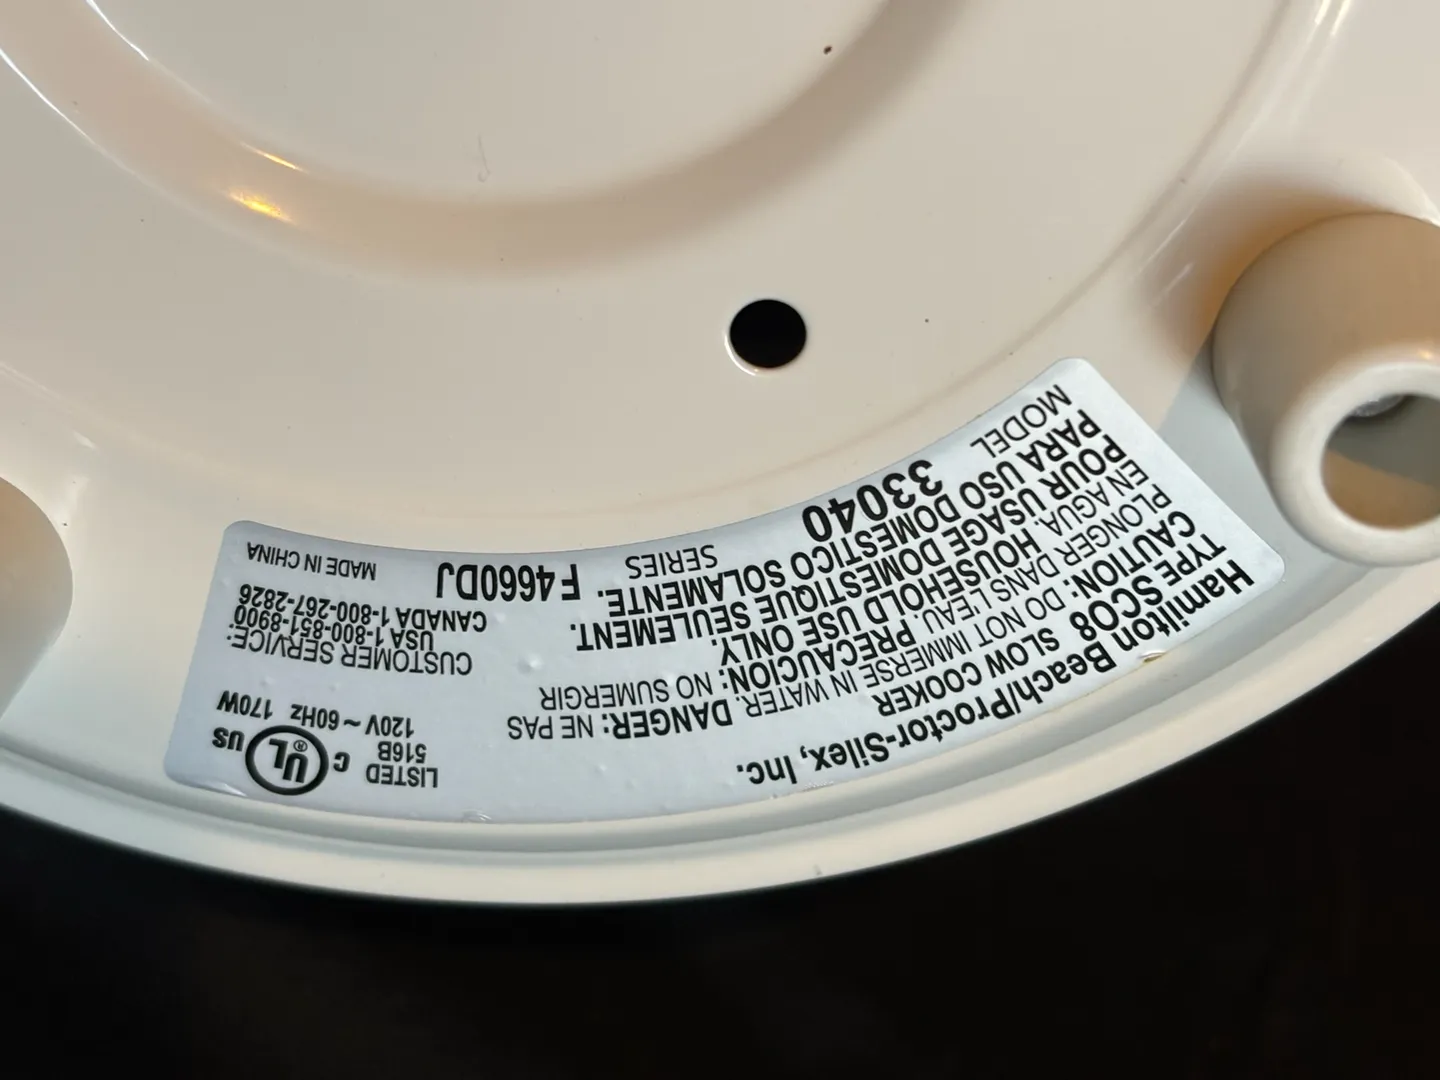 Hamilton Beach/Proctor-Silex, Inc.
TYPE SC08 SLOW COOKER
CAUTION: DO NOT IMMERSE IN WATER. DANGER: NE PAS
PLONGER DANS L'EAU. PRECAUCION: NO SUMERGIR
EN AGUA. HOUSEHOLD USE ONLY.
POUR USAGE DOMESTIQUE SEULEMENT.
PARA USO DOMESTICO SOLAMENTE.
MODEL 33040 SERIES F4660DJ
LISTED
516B
C UL ® US
120V ~ 60Hz 170W
CUSTOMER SERVICE:
USA 1-800-851-8900
CANADA 1-800-267-2826
MADE IN CHINA